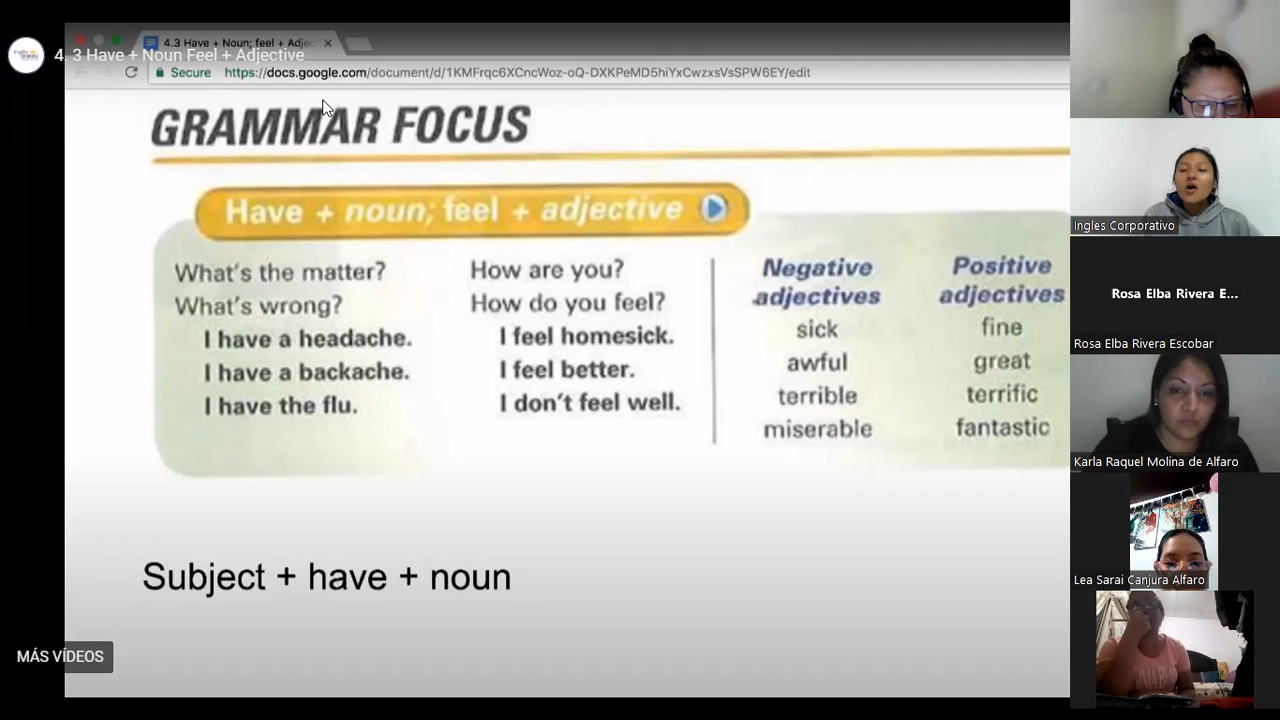 4.3 Have + Noun; feel + Adje
4. 3 Have + Noun Feel + Adjective
Secure https://docs.google.com/document/d/1KMFrqc6XCncWoz-oQ-DXKPeMD5hiYxCwzxsVsSPW6EY/edit
GRAMMAR FOCUS
Have + noun; feel + adjective
What's the matter?
What's wrong?
I have a headache.
I have a backache.
I have the flu.
How are you?
How do you feel?
I feel homesick.
I feel better.
I don't feel well.
Negative
adjectives
sick
awful
terrible
miserable
Positive
adjectives
fine
great
terrific
fantastic
Subject + have + noun
MÁS VÍDEOS
Ingles Corporativo
Rosa Elba Rivera E...
Rosa Elba Rivera Escobar
Karla Raquel Molina de Alfaro
Lea Sarai Canjura Alfaro